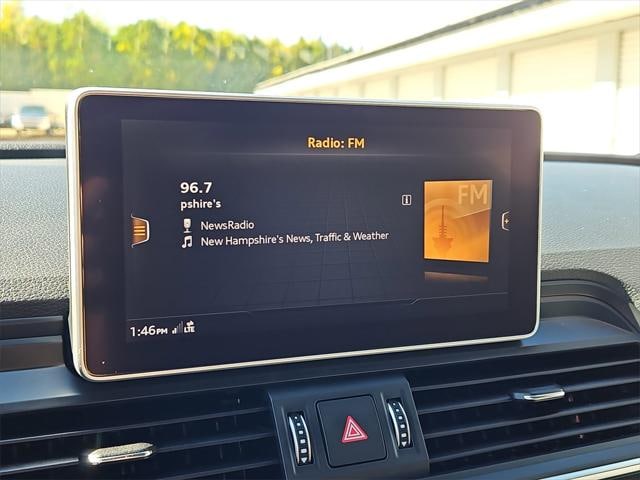 Radio: FM
96.7
pshire's
NewsRadio
New Hampshire's News, Traffic & Weather
FM
1:46PM LTE